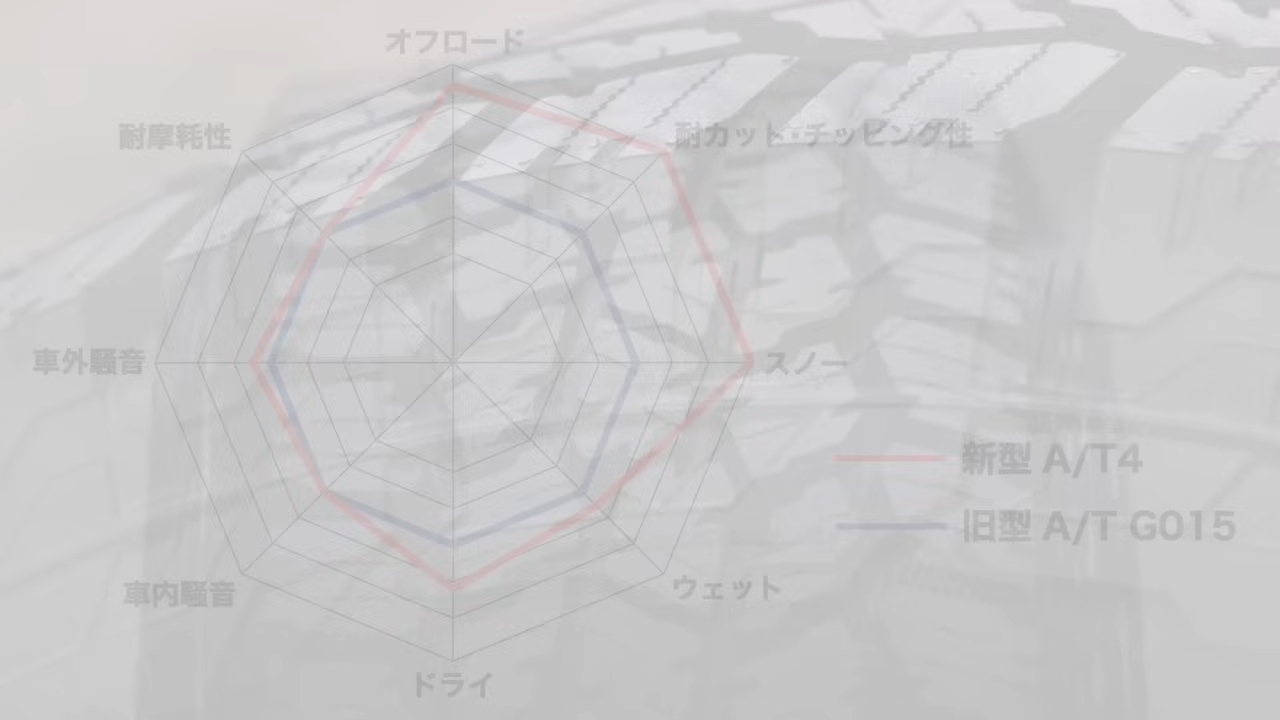 オフロード
耐摩耗性
耐カット・チッピング性
車外騒音
スノー
新型 A/T4
旧型 A/T G015
車内騒音
ウェット
ドライ